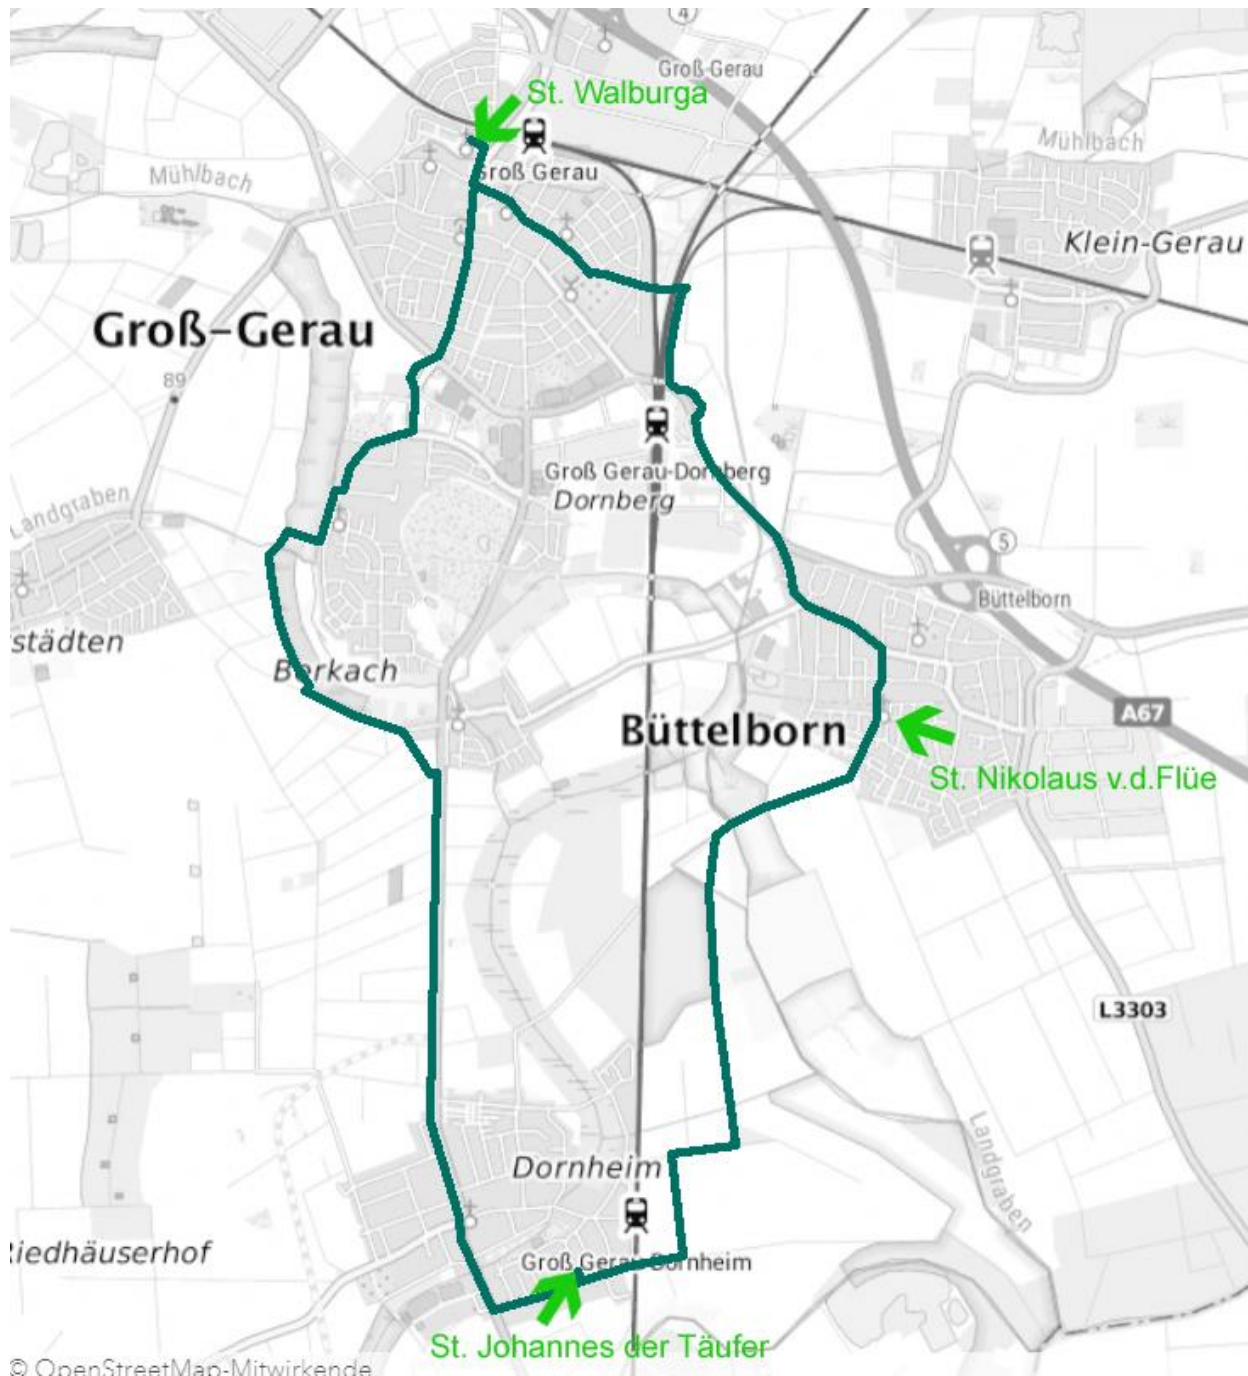 4
Groß-Gerau
St. Walburga
Groß Gerau
Mühlbach
Mühlbach
Klein-Gerau
Groß-Gerau
89
Landgraben
Groß Gerau-Dornberg
Dornberg
5
Büttelborn
städten
Berkach
Büttelborn
A67
St. Nikolaus v.d.Flüe
L3303
Landgraben
Dornheim
Riedhäuserhof
Groß Gerau-Dornheim
St. Johannes der Täufer
© OpenStreetMap-Mitwirkende